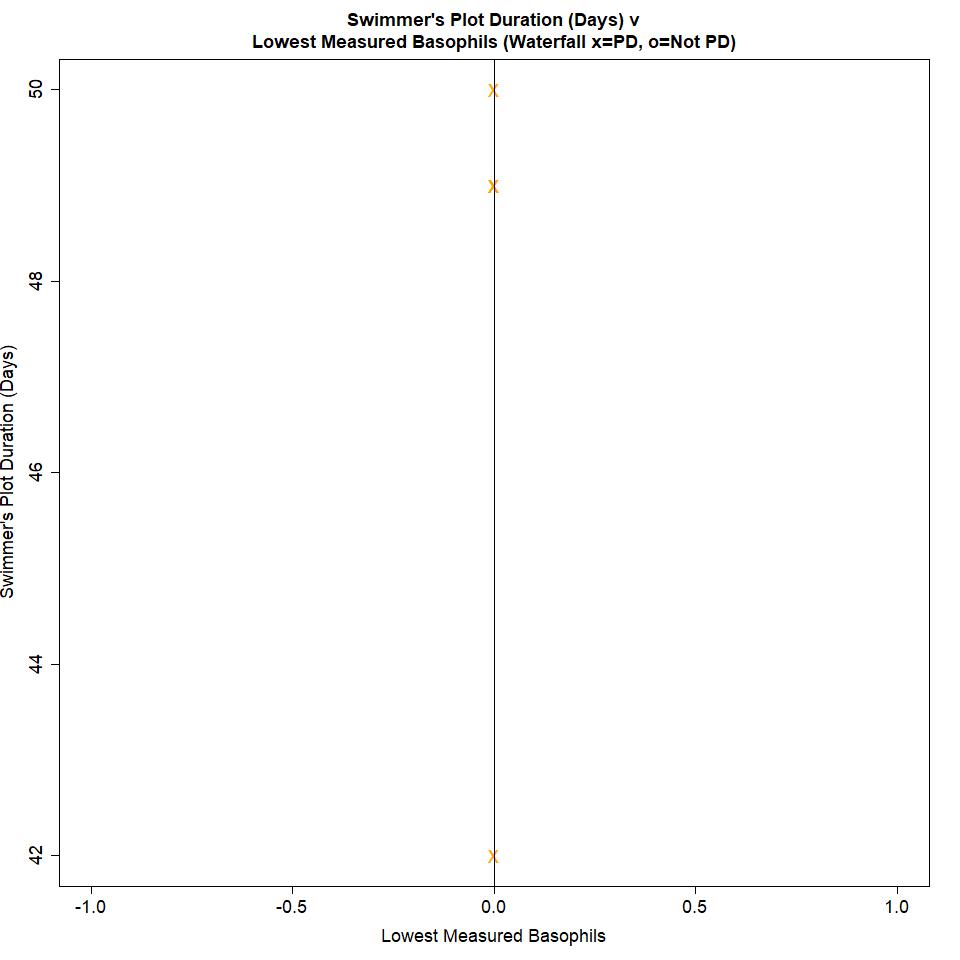 Swimmer's Plot Duration (Days) v
Lowest Measured Basophils (Waterfall x=PD, o=Not PD)
50
48
46
44
42
Swimmer's Plot Duration (Days)
X
X
X
-1.0 -0.5 0.0 0.5 1.0
Lowest Measured Basophils